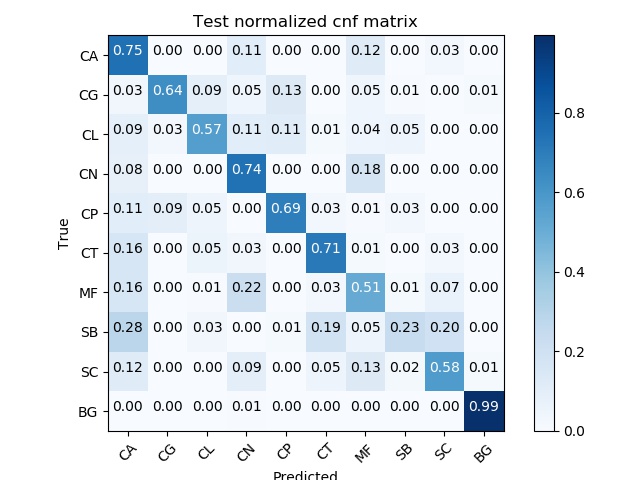 Test normalized cnf matrix
CA 0.75 0.00 0.00 0.11 0.00 0.00 0.12 0.00 0.03 0.00
CG 0.03 0.64 0.09 0.05 0.13 0.00 0.05 0.01 0.00 0.01
CL 0.09 0.03 0.57 0.11 0.11 0.01 0.04 0.05 0.00 0.00
CN 0.08 0.00 0.00 0.74 0.00 0.00 0.18 0.00 0.00 0.00
CP 0.11 0.09 0.05 0.00 0.69 0.03 0.01 0.03 0.00 0.00
CT 0.16 0.00 0.05 0.03 0.00 0.71 0.01 0.00 0.03 0.00
MF 0.16 0.00 0.01 0.22 0.00 0.03 0.51 0.01 0.07 0.00
SB 0.28 0.00 0.03 0.00 0.01 0.19 0.05 0.23 0.20 0.00
SC 0.12 0.00 0.00 0.09 0.00 0.05 0.13 0.02 0.58 0.01
BG 0.00 0.00 0.00 0.01 0.00 0.00 0.00 0.00 0.00 0.99
CA CG CL CN CP CT MF SB SC BG
True
Predicted
0.8
0.6
0.4
0.2
0.0